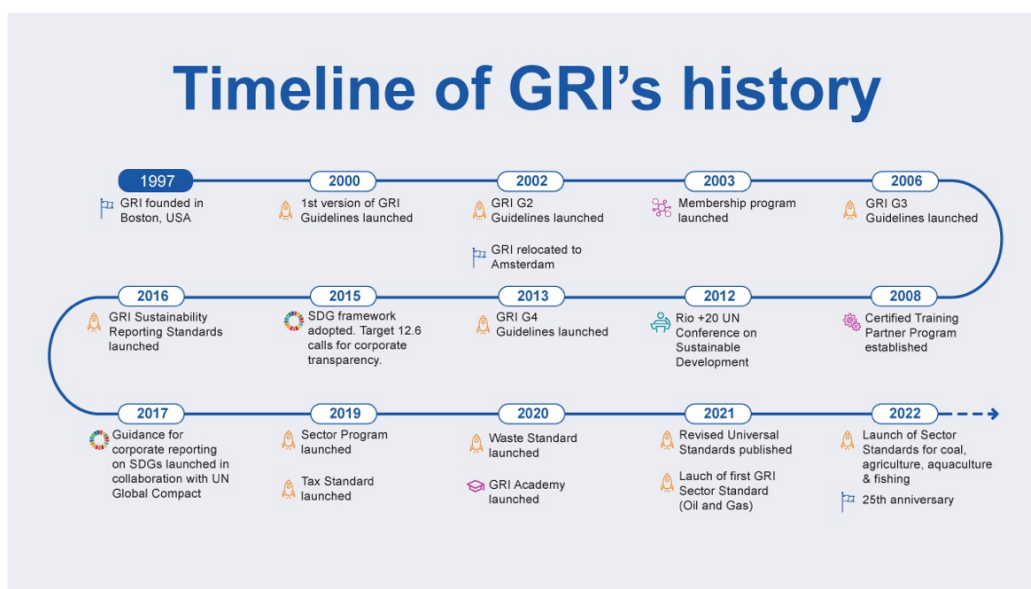 Timeline of GRI's history
1997
GRI founded in
Boston, USA
2000
1st version of GRI
Guidelines launched
2002
GRI G2
Guidelines launched
GRI relocated to
Amsterdam
2003
Membership program
launched
2006
GRI G3
Guidelines launched
2008
Certified Training
Partner Program
established
2012
Rio +20 UN
Conference on
Sustainable
Development
2013
GRI G4
Guidelines launched
2015
SDG framework
adopted. Target 12.6
calls for corporate
transparency.
2016
GRI Sustainability
Reporting Standards
launched
2017
Guidance for
corporate reporting
on SDGs launched in
collaboration with UN
Global Compact
2019
Sector Program
launched
Tax Standard
launched
2020
Waste Standard
launched
GRI Academy
launched
2021
Revised Universal
Standards published
Lauch of first GRI
Sector Standard
(Oil and Gas)
2022
Launch of Sector
Standards for coal,
agriculture, aquaculture
& fishing
25th anniversary